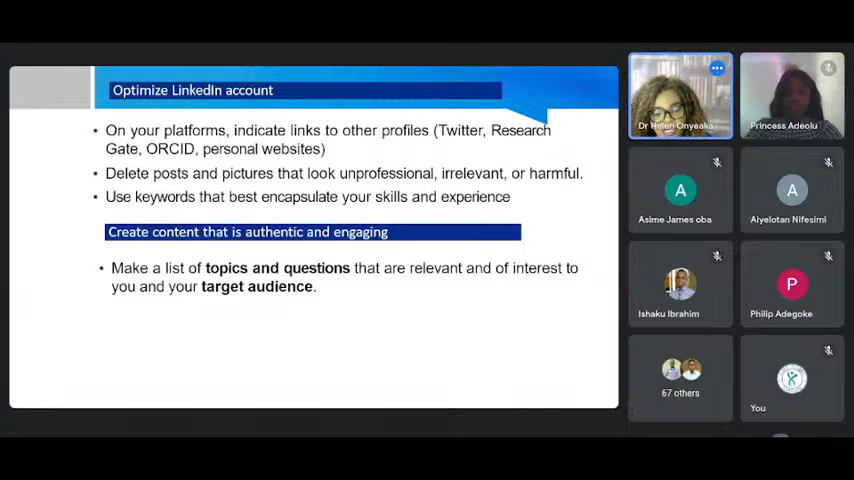 Optimize LinkedIn account
• On your platforms, indicate links to other profiles (Twitter, Research
Gate, ORCID, personal websites)
• Delete posts and pictures that look unprofessional, irrelevant, or harmful.
• Use keywords that best encapsulate your skills and experience
Create content that is authentic and engaging
• Make a list of topics and questions that are relevant and of interest to
you and your target audience.
Dr Helen Onyeaka
Princess Adeolu
A
Asime James oba
A
Aiyelotan Nifesimi
Ishaku Ibrahim
P
Philip Adegoke
67 others
You